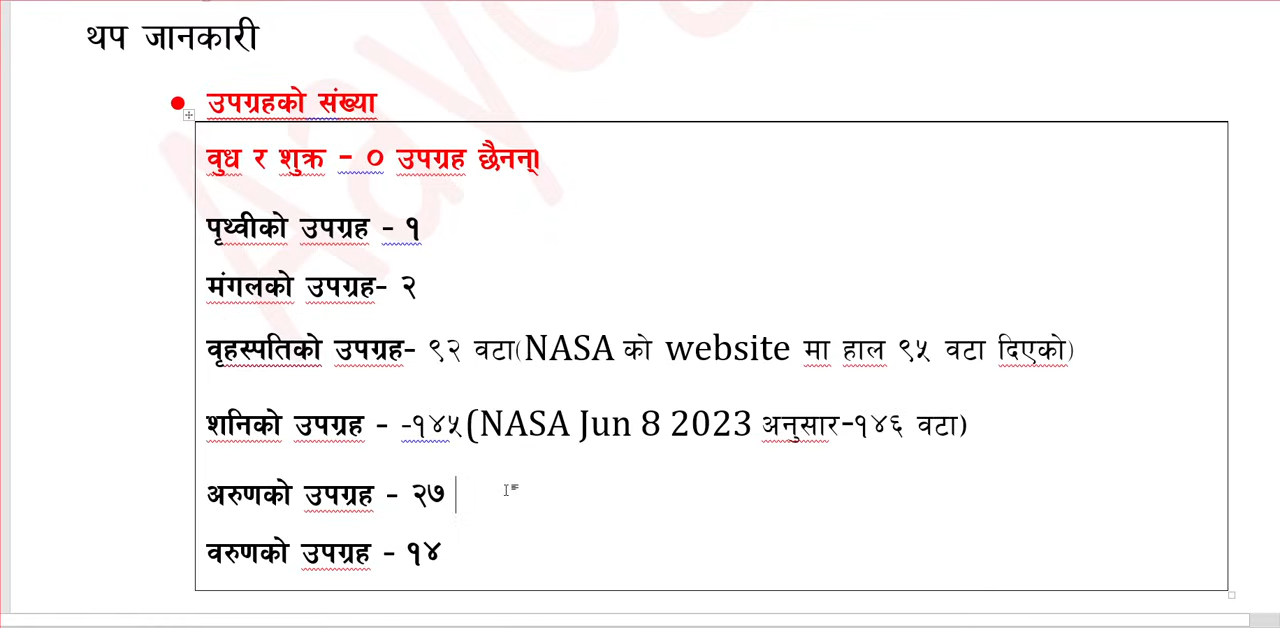 थप जानकारी
उपग्रहको संख्या
वुध र शुक्र - ० उपग्रह छैनन्।
पृथ्वीको उपग्रह - १
मंगलको उपग्रह- २
वृहस्पतिको उपग्रह- ९२ वटा(NASA को website मा हाल ९५ वटा दिएको)
शनिको उपग्रह - -१४५(NASA Jun 8 2023 अनुसार-१४६ वटा)
अरुणको उपग्रह - २७
वरुणको उपग्रह - १४